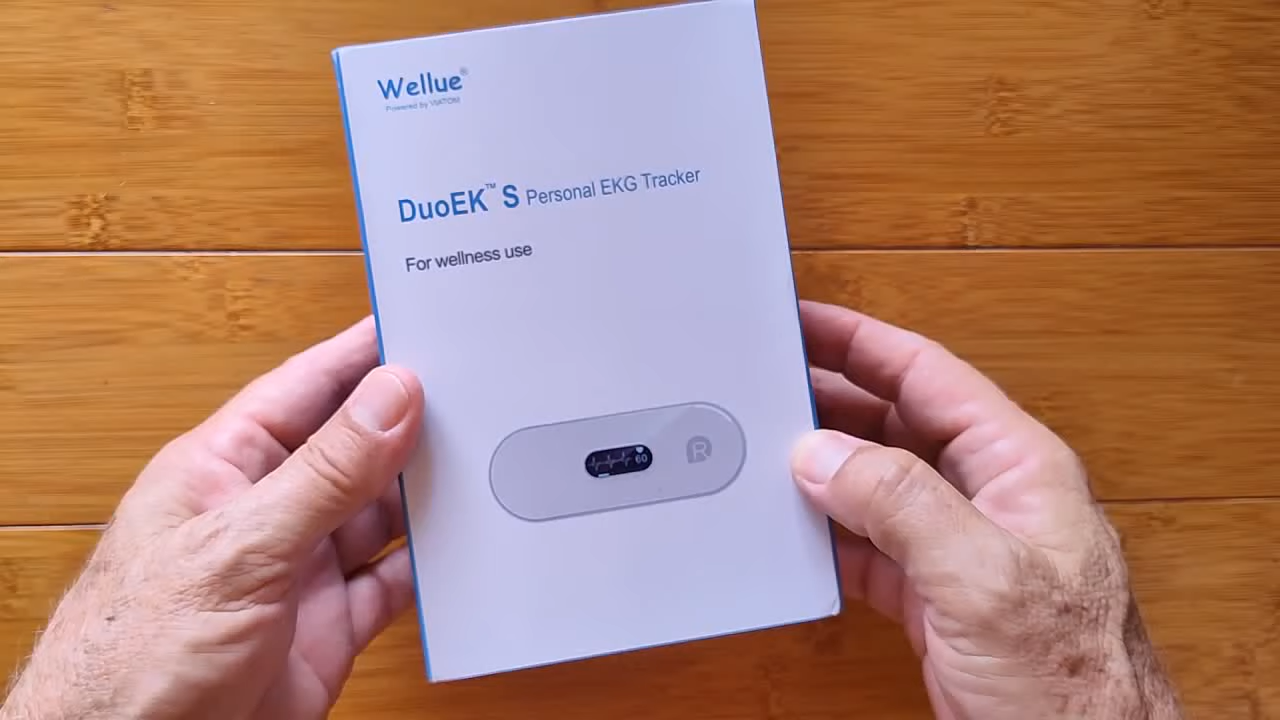 Wellue®
Powered by VIATOM
DuoEK™ S Personal EKG Tracker
For wellness use
60
R